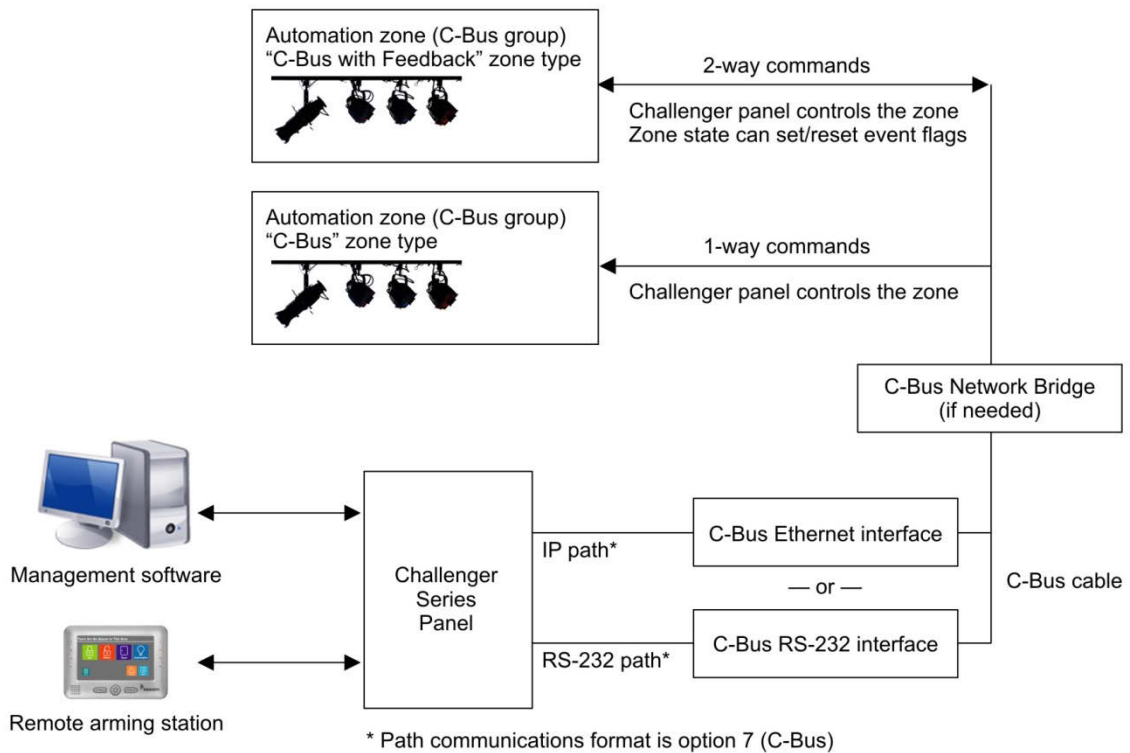 Automation zone (C-Bus group)
“C-Bus with Feedback” zone type
2-way commands
Challenger panel controls the zone
Zone state can set/reset event flags
Automation zone (C-Bus group)
“C-Bus” zone type
1-way commands
Challenger panel controls the zone
C-Bus Network Bridge
(if needed)
Management software
Challenger
Series
Panel
IP path*
C-Bus Ethernet interface
— or —
C-Bus cable
RS-232 path*
C-Bus RS-232 interface
Remote arming station
* Path communications format is option 7 (C-Bus)